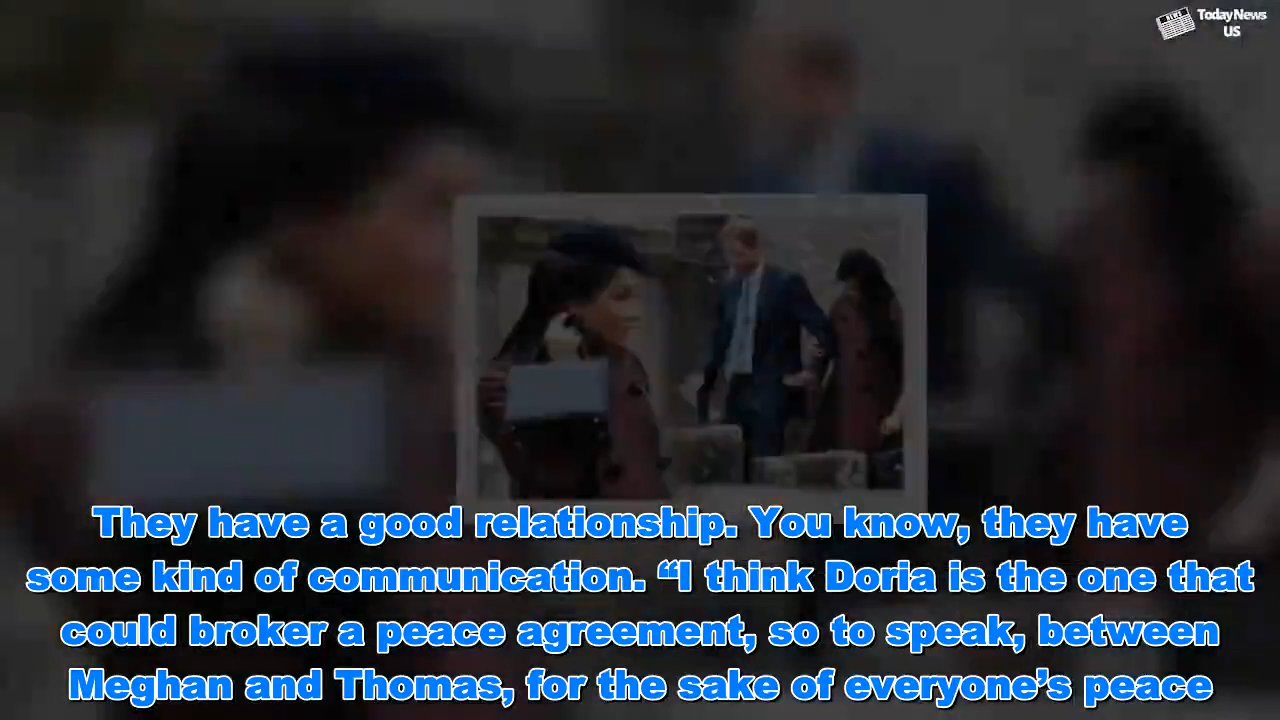 NEWS
TodayNews
US
They have a good relationship. You know, they have
some kind of communication. “I think Doria is the one that
could broker a peace agreement, so to speak, between
Meghan and Thomas, for the sake of everyone’s peace